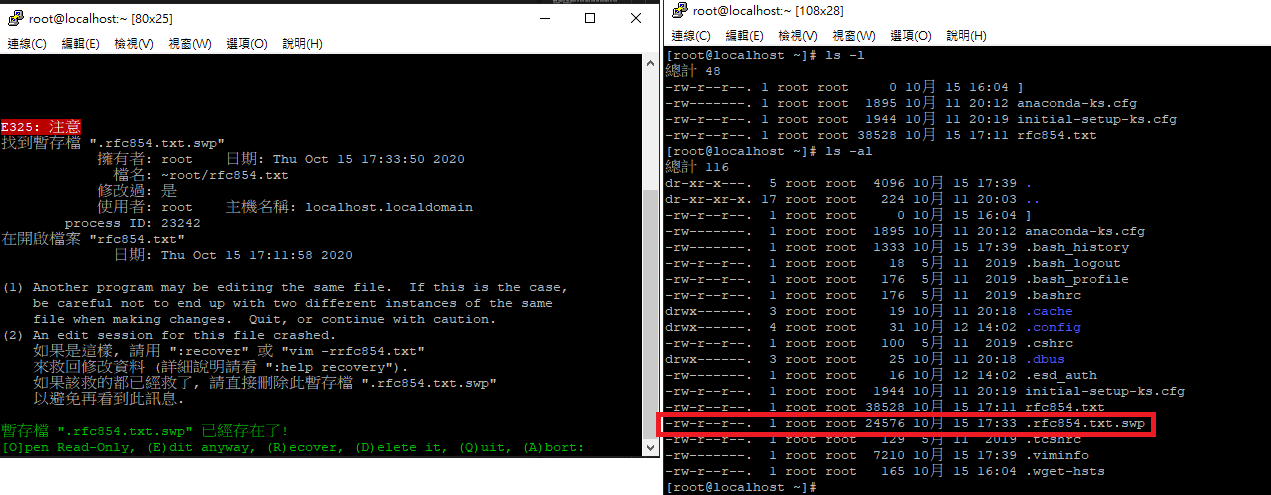 root@localhost:~ [80x25]
連線(C) 編輯(E) 檢視(V) 視窗(W) 選項(O) 說明(H)
E325: 注意
找到暫存檔 ".rfc854.txt.swp"
擁有者: root 日期: Thu Oct 15 17:33:50 2020
檔名: ~root/rfc854.txt
修改過: 是
使用者: root 主機名稱: localhost.localdomain
process ID: 23242
在開啟檔案 "rfc854.txt"
日期: Thu Oct 15 17:11:58 2020
(1) Another program may be editing the same file. If this is the case,
be careful not to end up with two different instances of the same
file when making changes. Quit, or continue with caution.
(2) An edit session for this file crashed.
如果是這樣, 請用 ":recover" 或 "vim -rrfc854.txt"
來救回修改資料 (詳細說明請看 ":help recovery").
如果該救的都已經救了, 請直接刪除此暫存檔 ".rfc854.txt.swp"
以避免再看到此訊息.
暫存檔 ".rfc854.txt.swp" 已經存在了!
[O]pen Read-Only, (E)dit anyway, (R)ecover, (D)elete it, (Q)uit, (A)bort:
root@localhost:~ [108x28]
連線(C) 編輯(E) 檢視(V) 視窗(W) 選項(O) 說明(H)
[root@localhost ~]# ls -l
總計 48
-rw-r--r--. 1 root root 0 10月 15 16:04 ]
-rw-------. 1 root root 1895 10月 11 20:12 anaconda-ks.cfg
-rw-r--r--. 1 root root 1944 10月 11 20:19 initial-setup-ks.cfg
-rw-r--r--. 1 root root 38528 10月 15 17:11 rfc854.txt
[root@localhost ~]# ls -al
總計 116
dr-xr-x---. 5 root root 4096 10月 15 17:39 .
dr-xr-xr-x. 17 root root 224 10月 11 20:03 ..
-rw-r--r--. 1 root root 0 10月 15 16:04 ]
-rw-------. 1 root root 1895 10月 11 20:12 anaconda-ks.cfg
-rw-------. 1 root root 1333 10月 15 17:39 .bash_history
-rw-r--r--. 1 root root 18 5月 11 2019 .bash_logout
-rw-r--r--. 1 root root 176 5月 11 2019 .bash_profile
-rw-r--r--. 1 root root 176 5月 11 2019 .bashrc
drwx------. 3 root root 19 10月 11 20:18 .cache
drwx------. 4 root root 31 10月 12 14:02 .config
-rw-r--r--. 1 root root 100 5月 11 2019 .cshrc
drwx------. 3 root root 25 10月 11 20:18 .dbus
-rw-------. 1 root root 16 10月 12 14:02 .esd_auth
-rw-r--r--. 1 root root 1944 10月 11 20:19 initial-setup-ks.cfg
-rw-r--r--. 1 root root 38528 10月 15 17:11 rfc854.txt
-rw-r--r--. 1 root root 24576 10月 15 17:33 .rfc854.txt.swp
-rw-r--r--. 1 root root 129 5月 11 2019 .tcshrc
-rw-------. 1 root root 7210 10月 15 17:39 .viminfo
-rw-r--r--. 1 root root 165 10月 15 16:04 .wget-hsts
[root@localhost ~]#